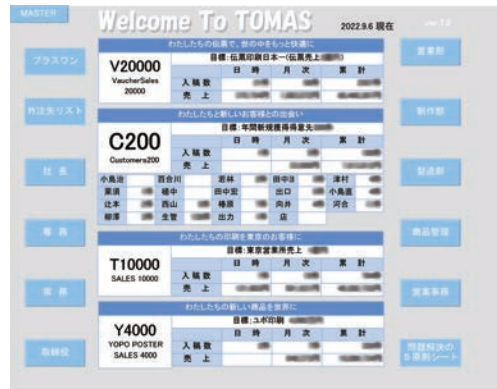 MASTER
Welcome To TOMAS
2022.9.6 現在
ver 1.0
プラスワン
外注先リスト
社 長
専 務
常 務
取締役
わたしたちの伝票で、世の中をもっと快適に
V20000
VaucherSales
20000
目標:伝票印刷日本一(伝票売上
日 時 月 次 累 計
入稿数
売 上
わたしたちと新しいお客様との出会い
C200
Customers200
目標:年間新規獲得得意先
日 時 月 次 累 計
入稿数
売 上
小島治 百合川 若林 田中ヨ 津村
栗須 嶋中 田中宏 出口 小島直
辻本 西山 椿原 向井 河合
柳澤 生管 出力 店
わたしたちの印刷を東京のお客様に
T10000
SALES 10000
目標:東京営業所売上
日 時 月 次 累 計
入稿数
売 上
わたしたちの新しい商品を世界に
Y4000
YOPO POSTER
SALES 4000
目標:ユポ印刷
日 時 月 次 累 計
入稿数
売 上
営業部
制作部
製造部
商品管理
営業事務
問題解決の
5原則シート